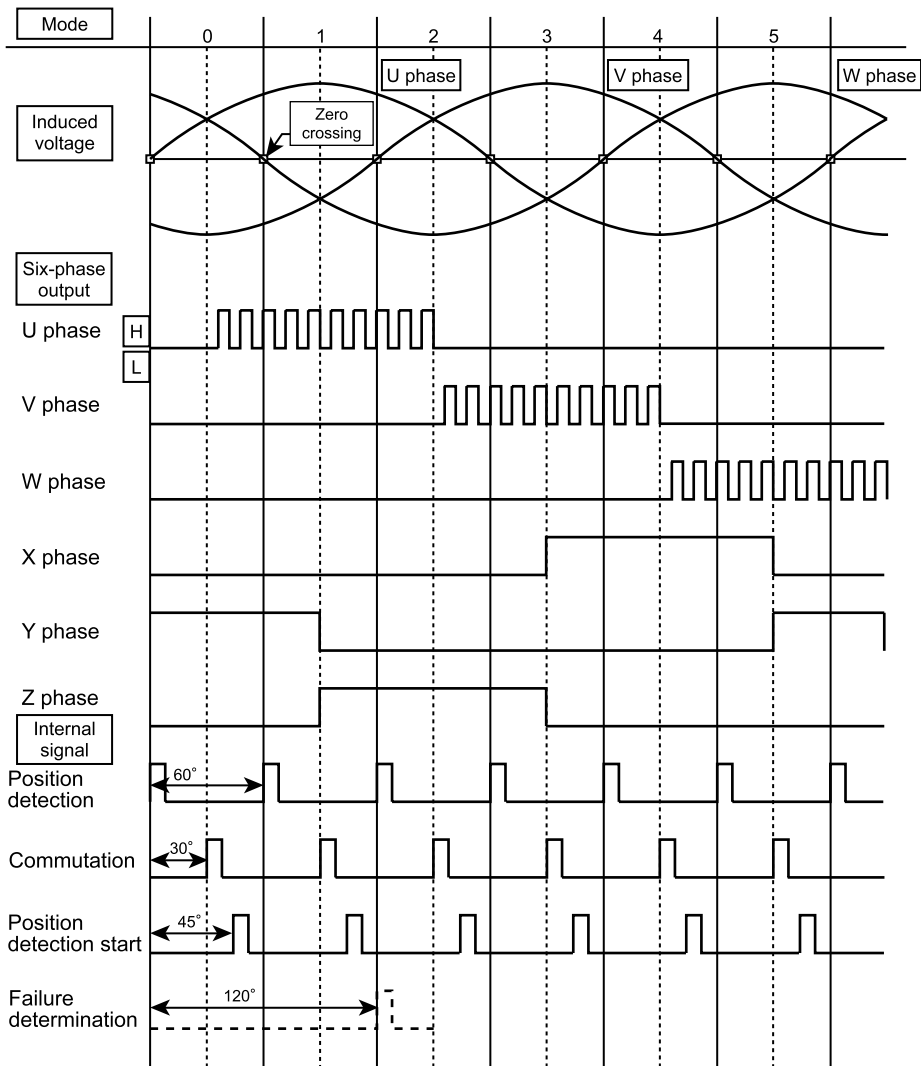 Mode
0 1 2 3 4 5
U phase
V phase
W phase
Induced
voltage
Zero
crossing
Six-phase
output
U phase
H
L
V phase
W phase
X phase
Y phase
Z phase
Internal
signal
Position
detection
60°
Commutation
30°
Position
detection start
45°
Failure
determination
120°